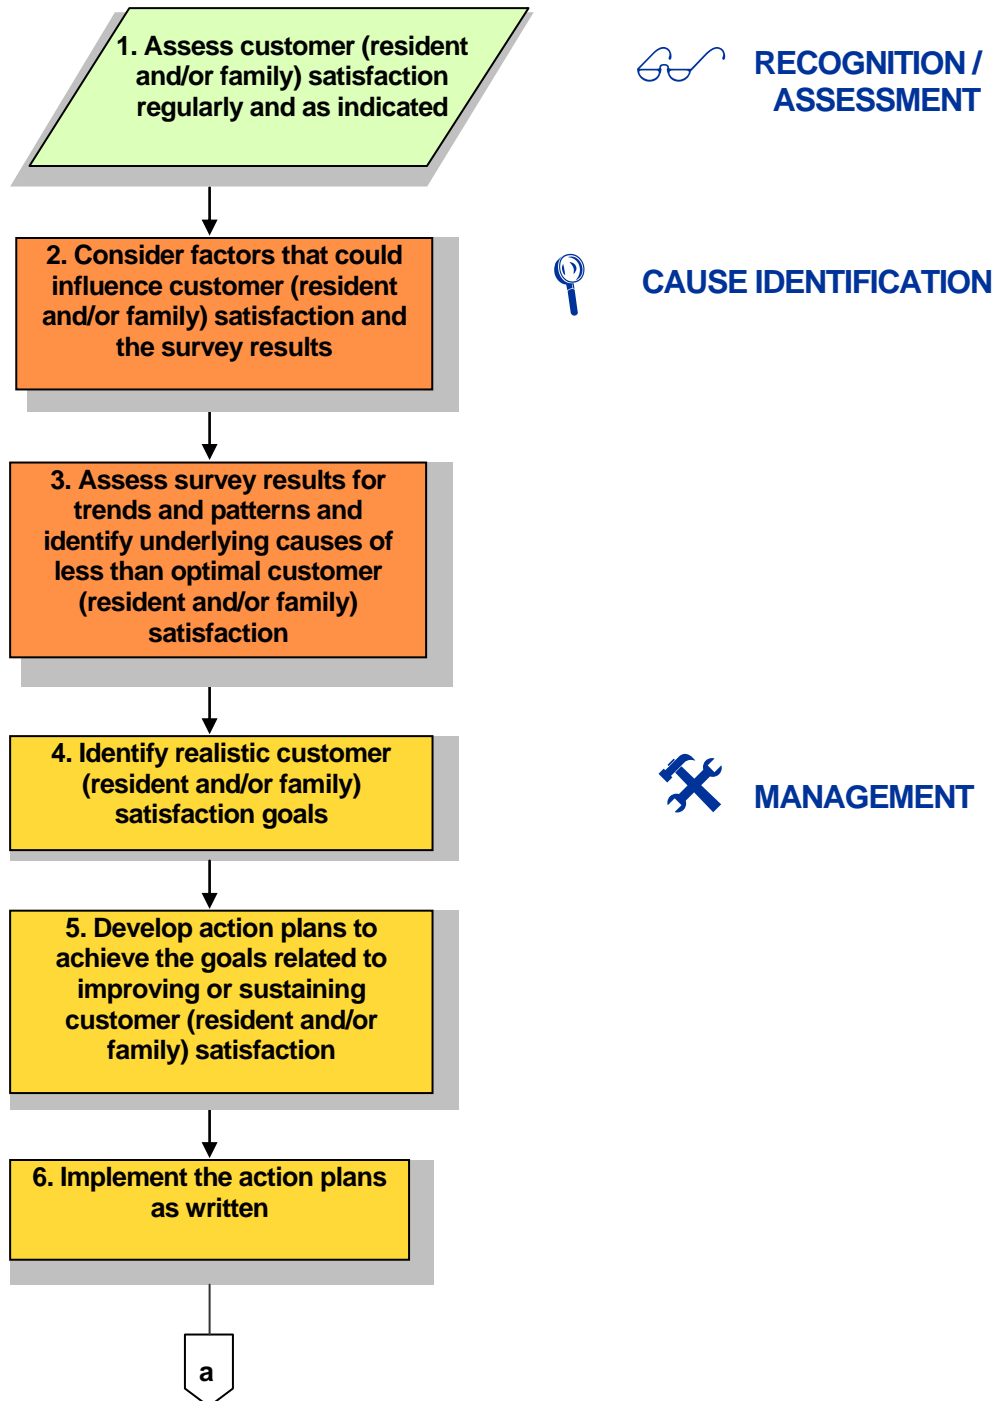 1. Assess customer (resident
and/or family) satisfaction
regularly and as indicated
RECOGNITION /
ASSESSMENT
2. Consider factors that could
influence customer (resident
and/or family) satisfaction and
the survey results
CAUSE IDENTIFICATION
3. Assess survey results for
trends and patterns and
identify underlying causes of
less than optimal customer
(resident and/or family)
satisfaction
4. Identify realistic customer
(resident and/or family)
satisfaction goals
MANAGEMENT
5. Develop action plans to
achieve the goals related to
improving or sustaining
customer (resident and/or
family) satisfaction
6. Implement the action plans
as written
a